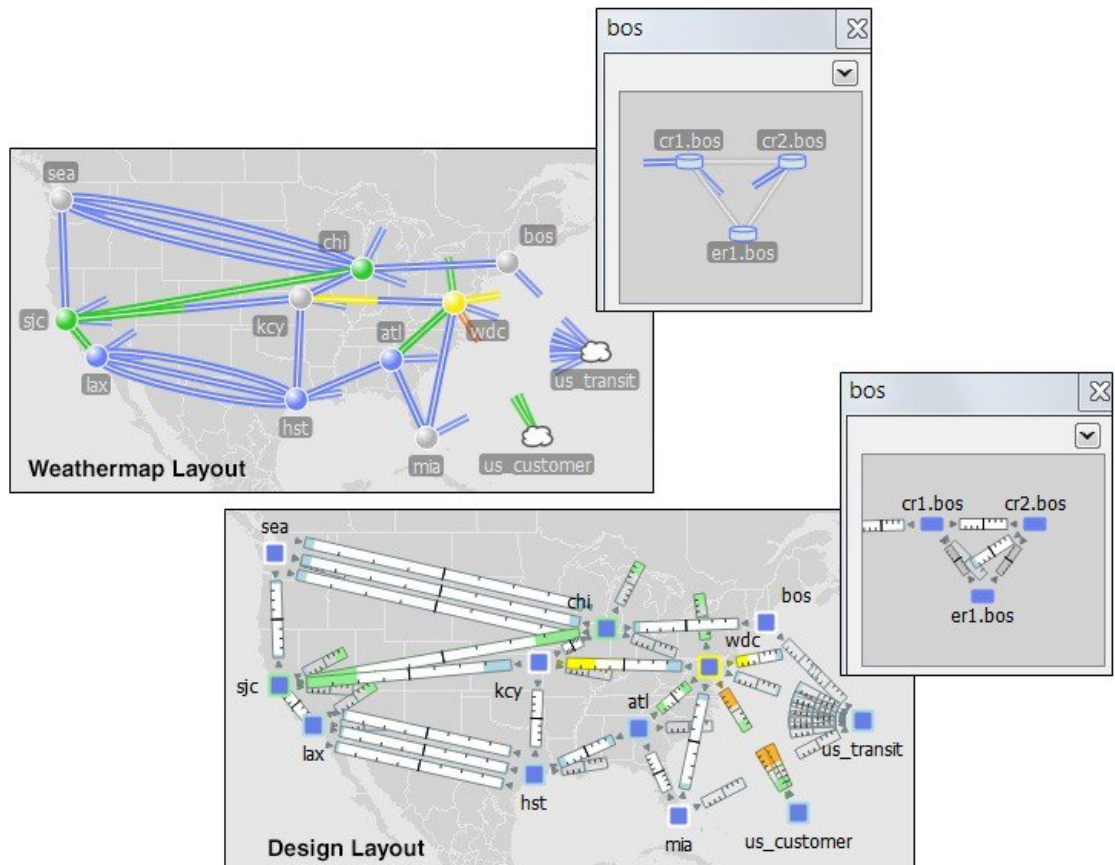 bos
cr1.bos
cr2.bos
er1.bos
sea
chi
bos
sjc
kcy
atl
wdc
lax
us_transit
hst
mia
us_customer
Weathermap Layout
bos
cr1.bos
cr2.bos
er1.bos
sea
chi
bos
wdc
sjc
kcy
atl
lax
us_transit
hst
mia
us_customer
Design Layout